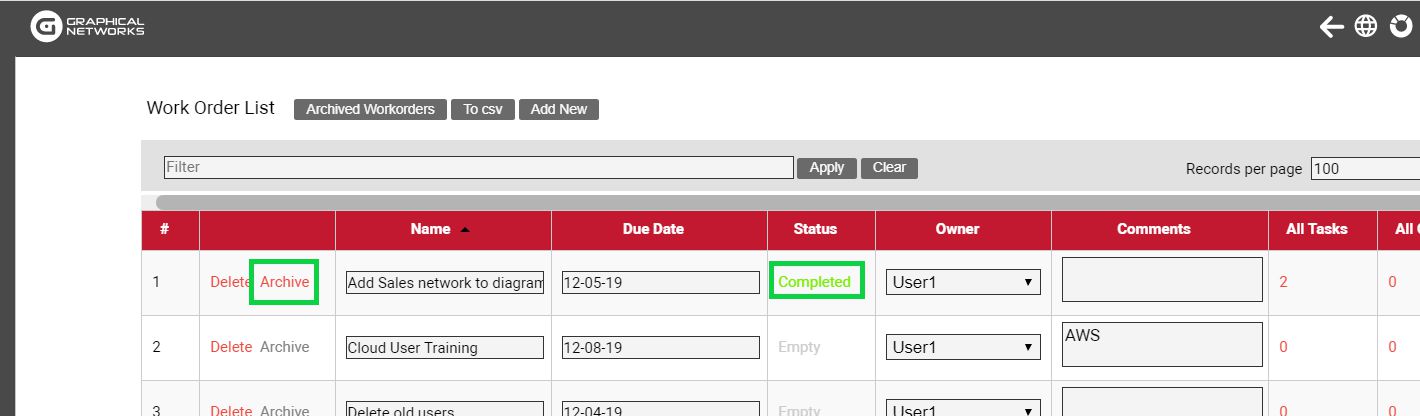 GRAPHICAL
NETWORKS
Work Order List Archived Workorders To csv Add New
Filter Apply Clear Records per page 100
# Name Due Date Status Owner Comments All Tasks All
1 Delete Archive Add Sales network to diagram 12-05-19 Completed User1 2 0
2 Delete Archive Cloud User Training 12-08-19 Empty User1 AWS 0 0
3 Delete Archive Delete old users 12-04-19 Empty User1 0 0